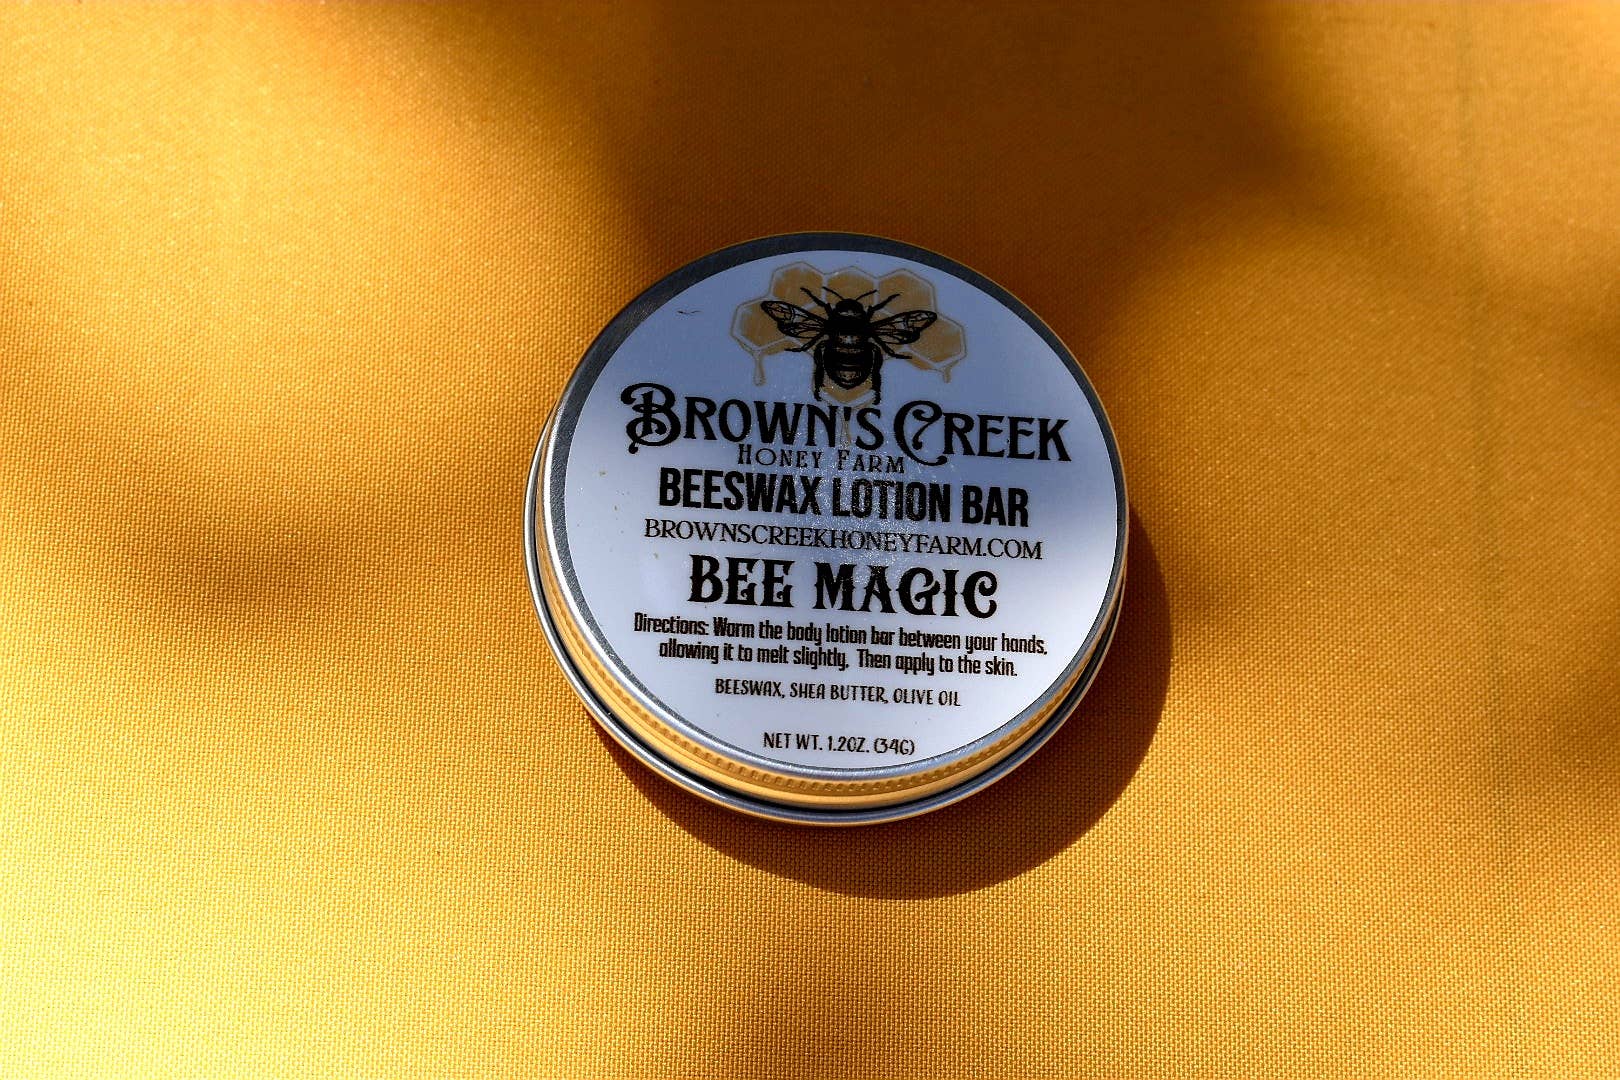 BROWN'S CREEK
HONEY FARM
BEESWAX LOTION BAR
BROWNSCREEKHONEYFARM.COM
BEE MAGIC
Directions: Warm the body lotion bar between your hands,
allowing it to melt slightly. Then apply to the skin.
BEESWAX, SHEA BUTTER, OLIVE OIL
NET WT. 1.2OZ. (34G)